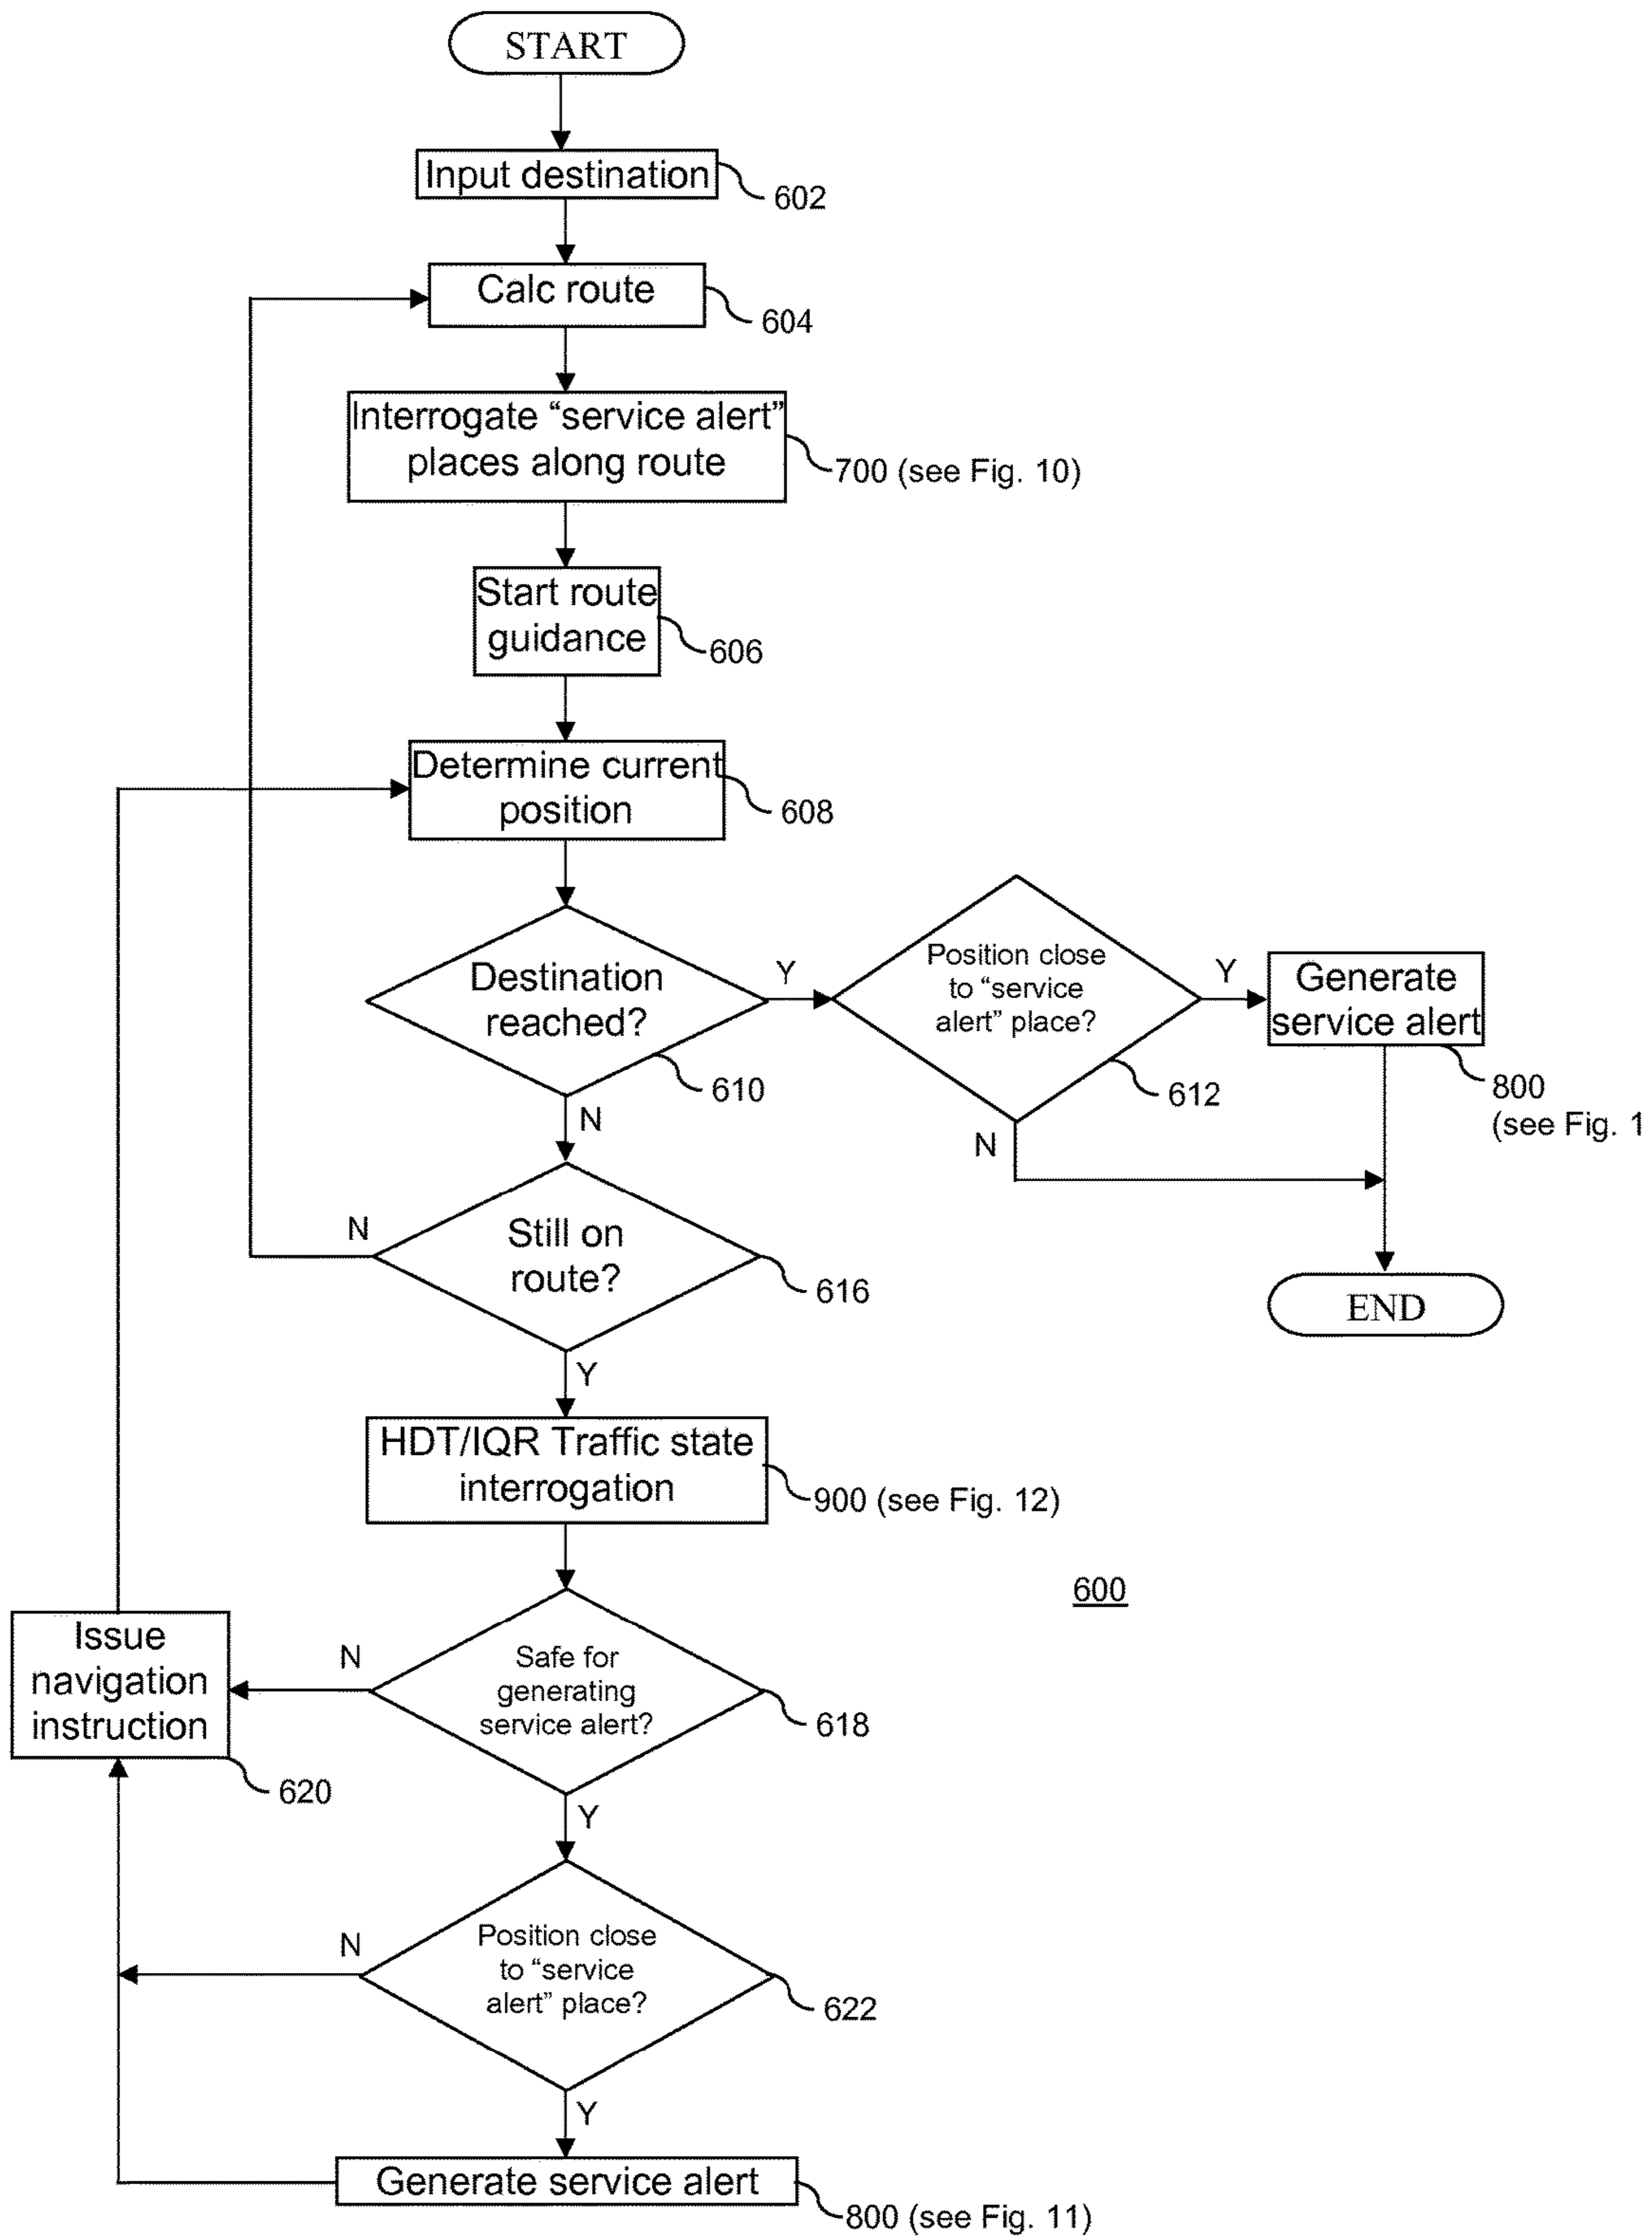 START
Input destination
602
Calc route
604
Interrogate “service alert”
places along route
700 (see Fig. 10)
Start route
guidance
606
Determine current
position
608
Destination
reached?
610
Y
Position close
to “service
alert” place?
612
Y
Generate
service alert
800
(see Fig. 1
N
N
END
Still on
route?
616
N
Y
HDT/IQR Traffic state
interrogation
900 (see Fig. 12)
600
Safe for
generating
service alert?
618
N
Issue
navigation
instruction
620
Y
Position close
to “service
alert” place?
622
N
Y
Generate service alert
800 (see Fig. 11)